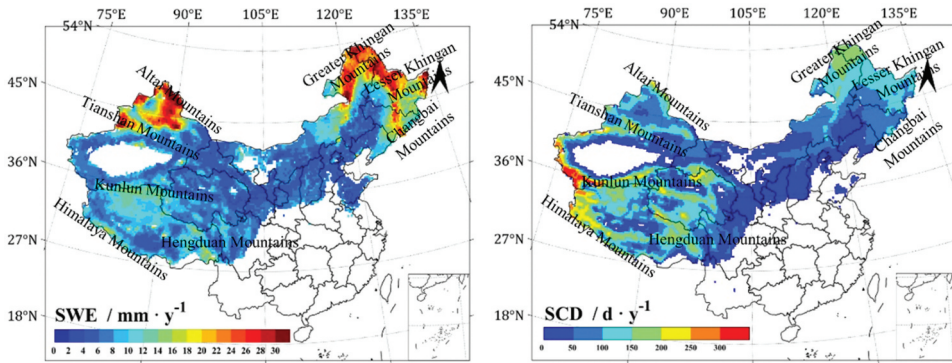 75°E 90°E 105°E 120°E 135°E
54°N
45°N
36°N
27°N
18°N
Altai Mountains
Tianshan Mountains
Kunlun Mountains
Himalaya Mountains
Hengduan Mountains
Greater Khingan
Mountains
Lesser Khingan
Mountains
Changbai
Mountains
SWE / mm · y⁻¹
0 2 4 6 8 10 12 14 16 18 20 22 24 26 28 30
75°E 90°E 105°E 120°E 135°E
54°N
45°N
36°N
27°N
18°N
Altai Mountains
Tianshan Mountains
Kunlun Mountains
Himalaya Mountains
Hengduan Mountains
Greater Khingan
Mountains
Lesser Khingan
Mountains
Changbai
Mountains
SCD / d · y⁻¹
0 50 100 150 200 250 300